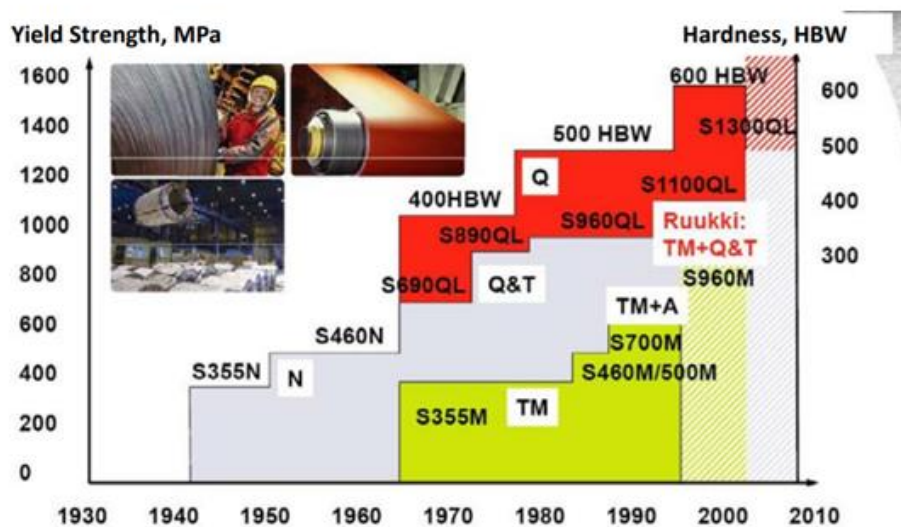 Yield Strength, MPa
Hardness, HBW
1600
1400
1200
1000
800
600
400
200
0
600
500
400
300
600 HBW
S1300QL
500 HBW
Q
S1100QL
400HBW
S960QL
Ruukki:
TM+Q&T
S890QL
S690QL
Q&T
S960M
TM+A
S460N
S700M
S355N
N
S460M/500M
S355M
TM
1930 1940 1950 1960 1970 1980 1990 2000 2010